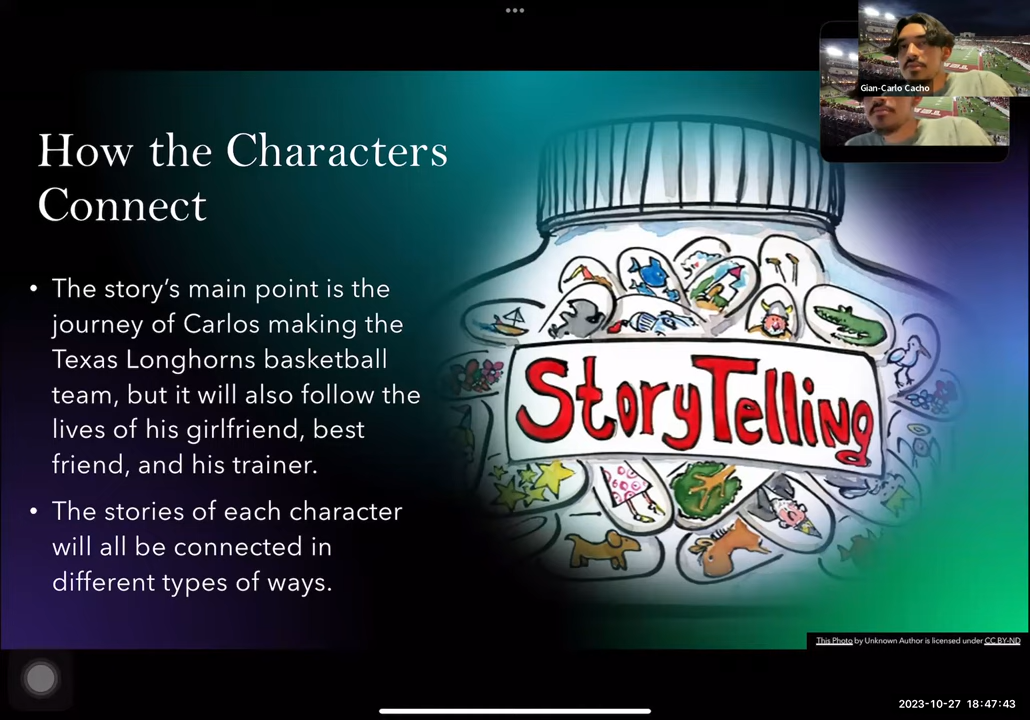 Gian-Carlo Cacho
How the Characters
Connect
• The story’s main point is the
journey of Carlos making the
Texas Longhorns basketball
team, but it will also follow the
lives of his girlfriend, best
friend, and his trainer.
• The stories of each character
will all be connected in
different types of ways.
StoryTelling
This Photo by Unknown Author is licensed under CC BY-ND
2023-10-27 18:47:43